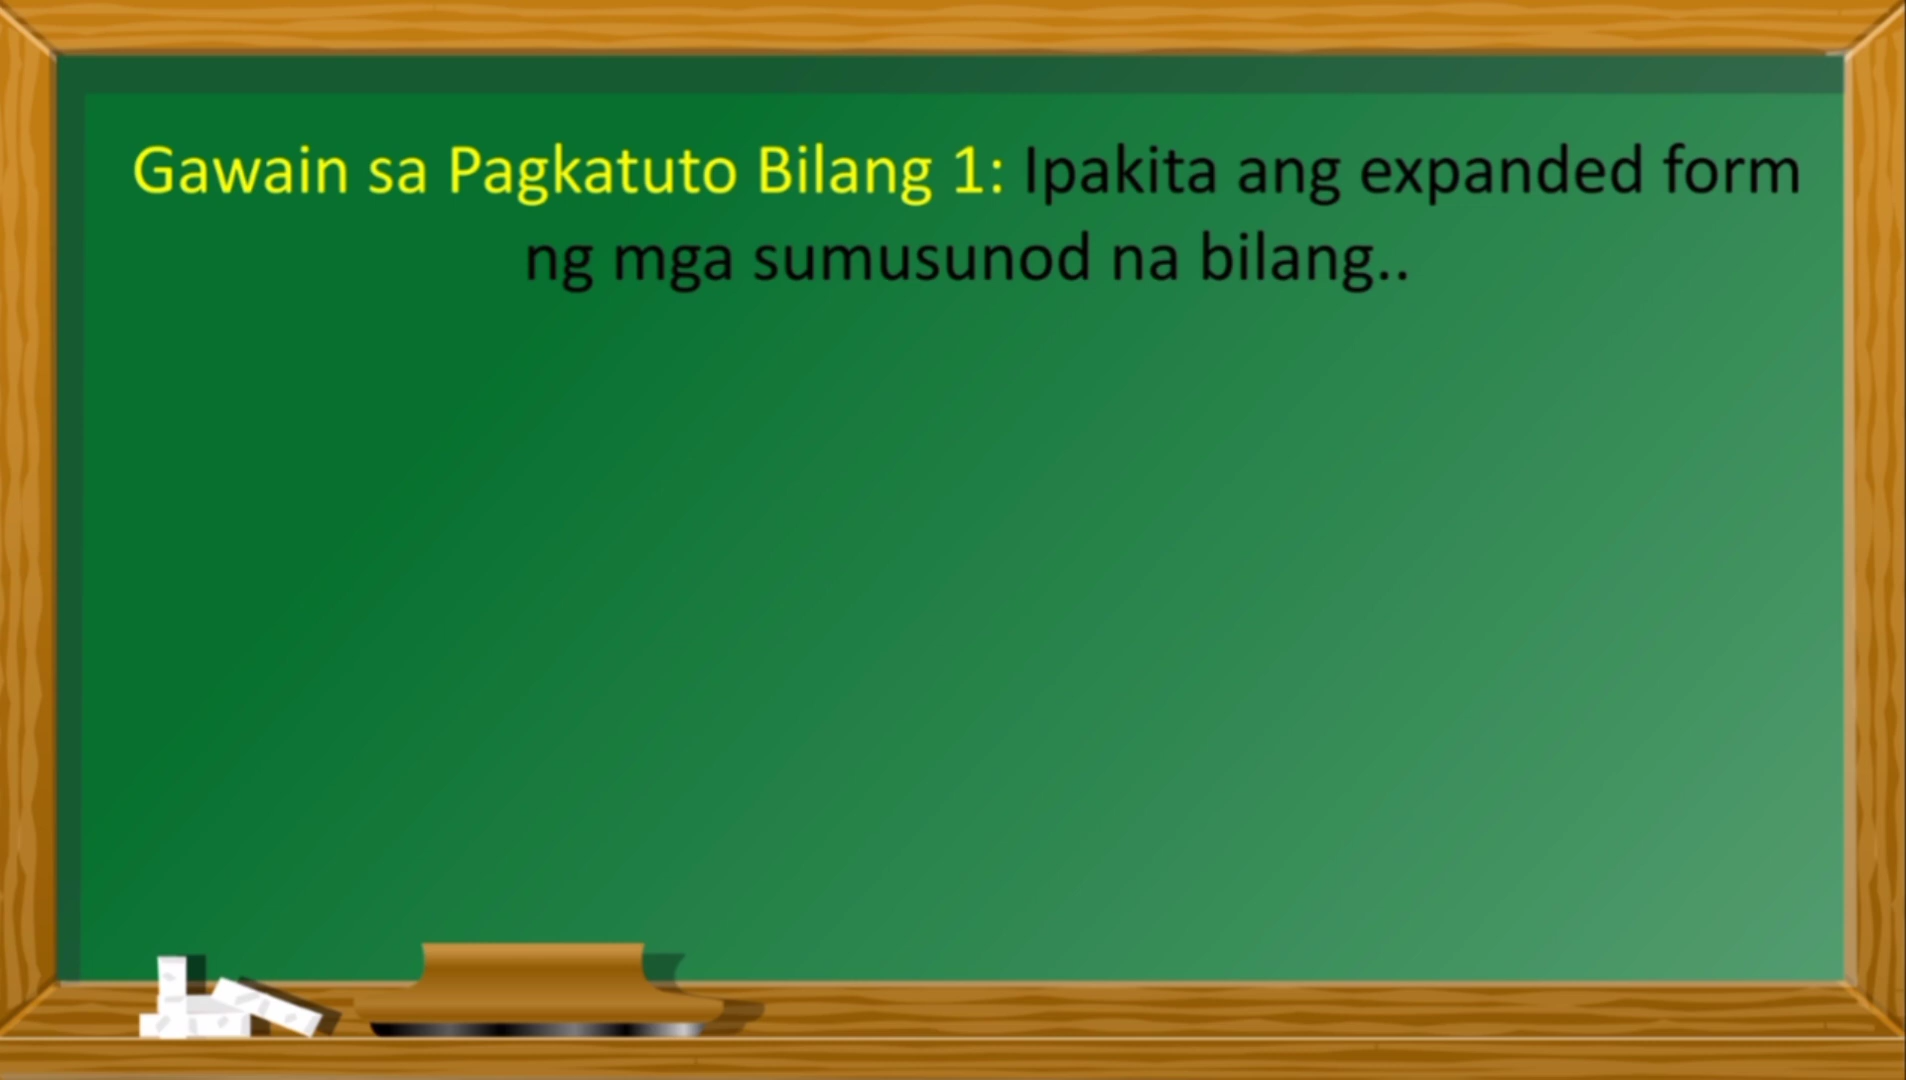 Gawain sa Pagkatuto Bilang 1: Ipakita ang expanded form
ng mga sumusunod na bilang..